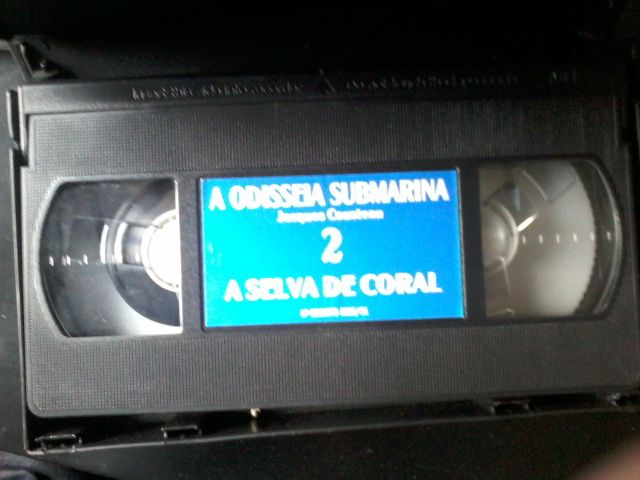 A ODISSEIA SUBMARINA
Jacques Cousteau
2
A SELVA DE CORAL